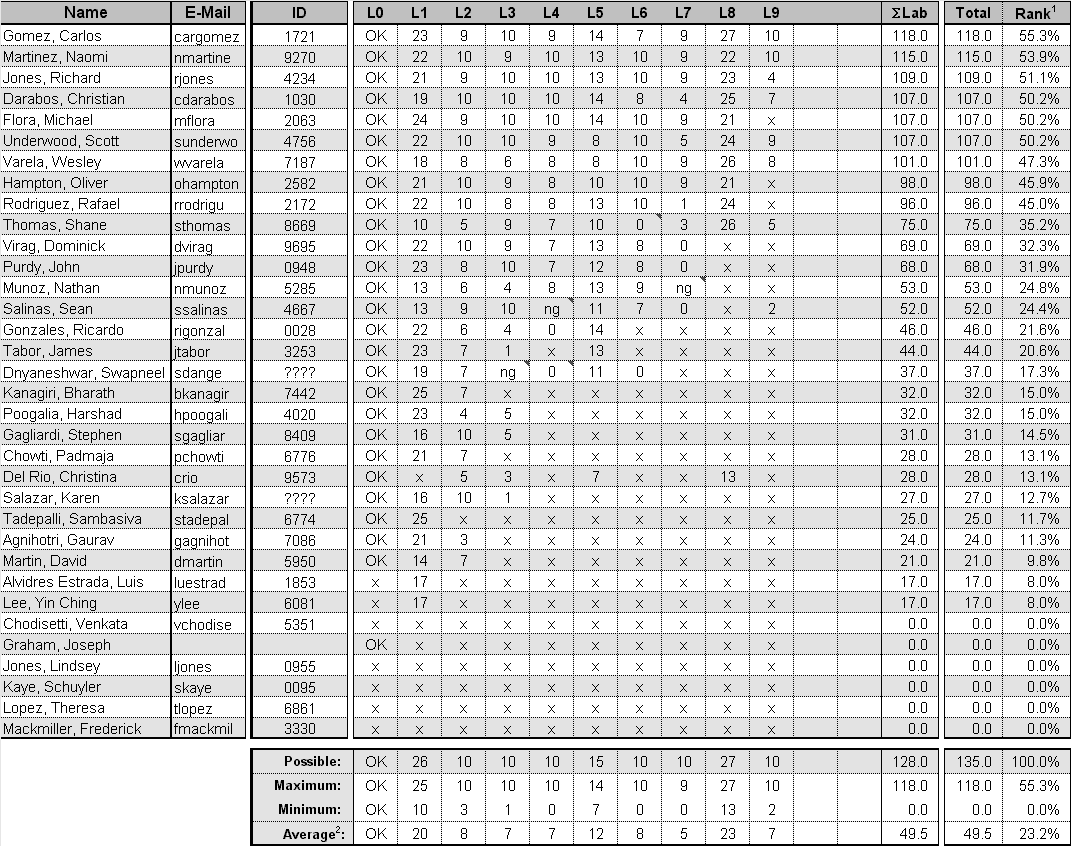 Name E-Mail ID L0 L1 L2 L3 L4 L5 L6 L7 L8 L9 ΣLab Total Rank¹
Gomez, Carlos cargomez 1721 OK 23 9 10 9 14 7 9 27 10 118.0 118.0 55.3%
Martinez, Naomi nmartine 9270 OK 22 10 9 10 13 10 9 22 10 115.0 115.0 53.9%
Jones, Richard rjones 4234 OK 21 9 10 10 13 10 9 23 4 109.0 109.0 51.1%
Darabos, Christian cdarabos 1030 OK 19 10 10 10 14 8 4 25 7 107.0 107.0 50.2%
Flora, Michael mflora 2063 OK 24 9 10 10 14 10 9 21 x 107.0 107.0 50.2%
Underwood, Scott sunderwo 4756 OK 22 10 10 9 8 10 5 24 9 107.0 107.0 50.2%
Varela, Wesley wvarela 7187 OK 18 8 6 8 8 10 9 26 8 101.0 101.0 47.3%
Hampton, Oliver ohampton 2582 OK 21 10 9 8 10 10 9 21 x 98.0 98.0 45.9%
Rodriguez, Rafael rrodrigu 2172 OK 22 10 8 8 13 10 1 24 x 96.0 96.0 45.0%
Thomas, Shane sthomas 8669 OK 10 5 9 7 10 0 3 26 5 75.0 75.0 35.2%
Virag, Dominick dvirag 9695 OK 22 10 9 7 13 8 0 x x 69.0 69.0 32.3%
Purdy, John jpurdy 0948 OK 23 8 10 7 12 8 0 x x 68.0 68.0 31.9%
Munoz, Nathan nmunoz 5285 OK 13 6 4 8 13 9 ng x x 53.0 53.0 24.8%
Salinas, Sean ssalinas 4667 OK 13 9 10 ng 11 7 0 x 2 52.0 52.0 24.4%
Gonzales, Ricardo rigonzal 0028 OK 22 6 4 0 14 x x x x 46.0 46.0 21.6%
Tabor, James jtabor 3253 OK 23 7 1 x 13 x x x x 44.0 44.0 20.6%
Dnyaneshwar, Swapneel sdange ???? OK 19 7 ng 0 11 0 x x x 37.0 37.0 17.3%
Kanagiri, Bharath bkanagir 7442 OK 25 7 x x x x x x x 32.0 32.0 15.0%
Poogalia, Harshad hpoogali 4020 OK 23 4 5 x x x x x x 32.0 32.0 15.0%
Gagliardi, Stephen sgagliar 8409 OK 16 10 5 x x x x x x 31.0 31.0 14.5%
Chowti, Padmaja pchowti 6776 OK 21 7 x x x x x x x 28.0 28.0 13.1%
Del Rio, Christina crio 9573 OK x 5 3 x 7 x x 13 x 28.0 28.0 13.1%
Salazar, Karen ksalazar ???? OK 16 10 1 x x x x x x 27.0 27.0 12.7%
Tadepalli, Sambasiva stadepal 6774 OK 25 x x x x x x x x 25.0 25.0 11.7%
Agnihotri, Gaurav gagnihot 7086 OK 21 3 x x x x x x x 24.0 24.0 11.3%
Martin, David dmartin 5950 OK 14 7 x x x x x x x 21.0 21.0 9.8%
Alvidres Estrada, Luis luestrad 1853 x 17 x x x x x x x x 17.0 17.0 8.0%
Lee, Yin Ching ylee 6081 x 17 x x x x x x x x 17.0 17.0 8.0%
Chodisetti, Venkata vchodise 5351 x x x x x x x x x x 0.0 0.0 0.0%
Graham, Joseph OK x x x x x x x x x 0.0 0.0 0.0%
Jones, Lindsey ljones 0955 x x x x x x x x x x 0.0 0.0 0.0%
Kaye, Schuyler skaye 0095 x x x x x x x x x x 0.0 0.0 0.0%
Lopez, Theresa tlopez 6861 x x x x x x x x x x 0.0 0.0 0.0%
Mackmiller, Frederick fmackmil 3330 x x x x x x x x x x 0.0 0.0 0.0%
Possible: OK 26 10 10 10 15 10 10 27 10 128.0 135.0 100.0%
Maximum: OK 25 10 10 10 14 10 9 27 10 118.0 118.0 55.3%
Minimum: OK 10 3 1 0 7 0 0 13 2 0.0 0.0 0.0%
Average²: OK 20 8 7 7 12 8 5 23 7 49.5 49.5 23.2%